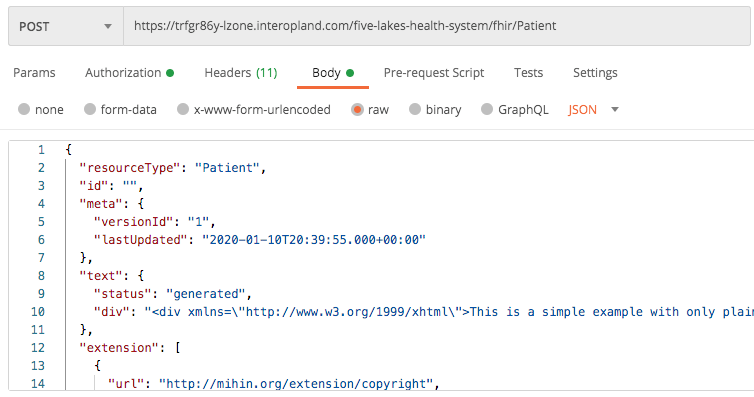 POST https://trfgr86y-lzone.interopland.com/five-lakes-health-system/fhir/Patient
Params Authorization Headers (11) Body Pre-request Script Tests Settings
none form-data x-www-form-urlencoded raw binary GraphQL JSON
1 {
2 "resourceType": "Patient",
3 "id": "",
4 "meta": {
5 "versionId": "1",
6 "lastUpdated": "2020-01-10T20:39:55.000+00:00"
7 },
8 "text": {
9 "status": "generated",
10 "div": "<div xmlns=\"http://www.w3.org/1999/xhtml\">This is a simple example with only plain
11 },
12 "extension": [
13 {
14 "url": "http://mihin.org/extension/copyright",